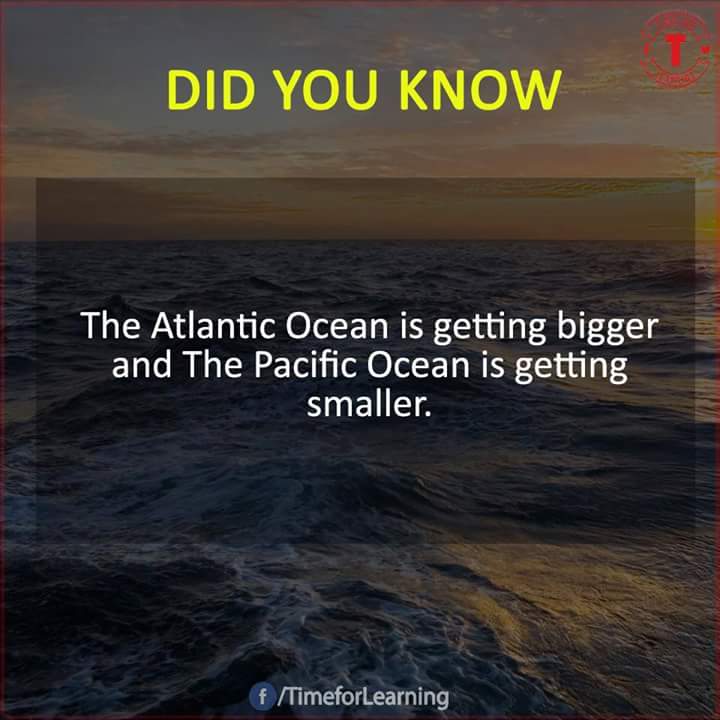 T
DID YOU KNOW
The Atlantic Ocean is getting bigger
and The Pacific Ocean is getting
smaller.
f /TimeforLearning